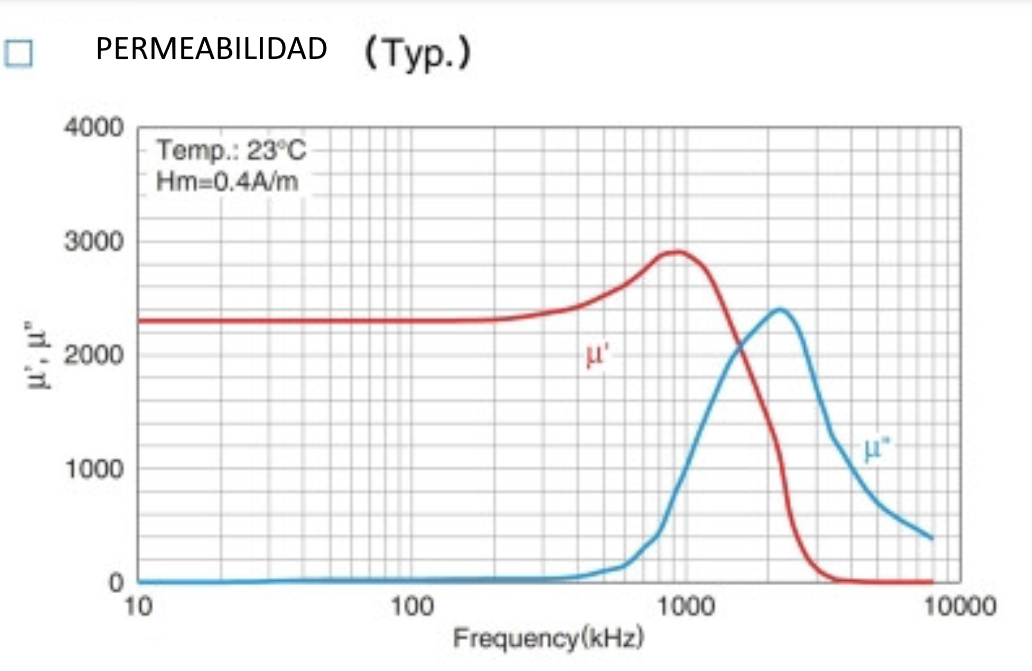 PERMEABILIDAD (Typ.)
4000
Temp.: 23°C
Hm=0.4A/m
3000
μ', μ"
2000
μ'
μ"
1000
0
10 100 1000 10000
Frequency(kHz)